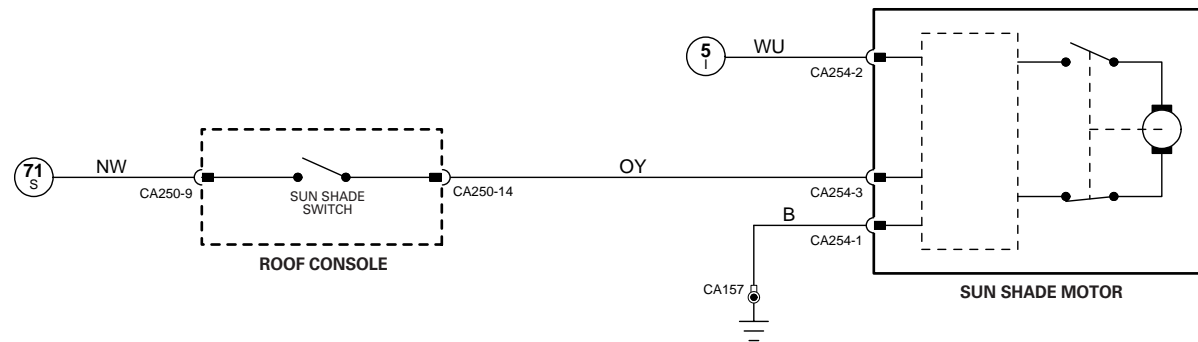 5
I
WU
CA254-2
71
S
NW
CA250-9
SUN SHADE
SWITCH
CA250-14
OY
CA254-3
B
CA254-1
ROOF CONSOLE
CA157
SUN SHADE MOTOR